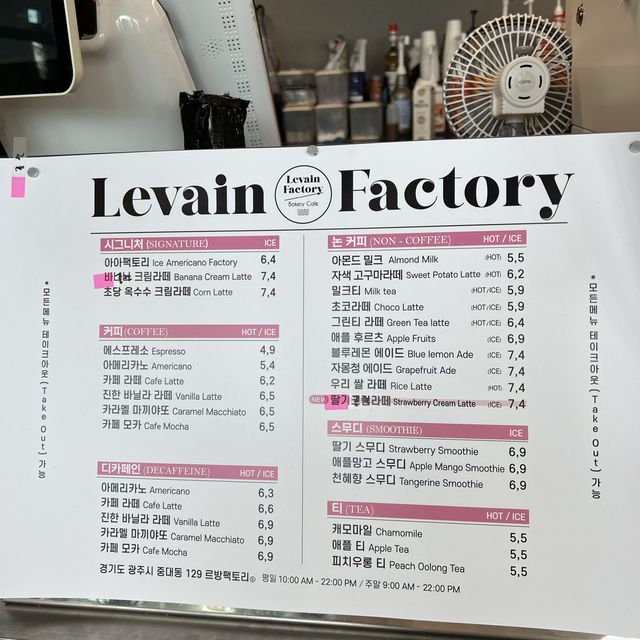 Levain Factory
Levain
Factory
Bakery Cafe
시그니처 (SIGNATURE) ICE
아아팩토리 Ice Americano Factory 6,4
크림라떼 Banana Cream Latte 7,4
초당 옥수수 크림라떼 Corn Latte 7,4
커피 (COFFEE) HOT / ICE
에스프레소 Espresso 4,9
아메리카노 Americano 5,4
카페 라떼 Cafe Latte 6,2
진한 바닐라 라떼 Vanilla Latte 6,5
카라멜 마끼야또 Caramel Macchiato 6,5
카페 모카 Cafe Mocha 6,5
디카페인 (DECAFFEINE) HOT / ICE
아메리카노 Americano 6,3
카페 라떼 Cafe Latte 6,6
진한 바닐라 라떼 Vanilla Latte 6,9
카라멜 마끼야또 Caramel Macchiato 6,9
카페 모카 Cafe Mocha 6,9
논 커피 (NON - COFFEE) HOT / ICE
아몬드 밀크 Almond Milk (HOT) 5,5
자색 고구마라떼 Sweet Potato Latte (HOT) 6,2
밀크티 Milk tea (HOT/ICE) 5,9
초코라떼 Choco Latte (HOT/ICE) 5,9
그린티 라떼 Green Tea latte (HOT/ICE) 6,4
애플 후르츠 Apple Fruits (ICE) 6,9
블루레몬 에이드 Blue lemon Ade (ICE) 7,4
자몽청 에이드 Grapefruit Ade (ICE) 7,4
우리 쌀 라떼 Rice Latte (HOT) 7,4
NEW 딸기 라떼 Strawberry Cream Latte (ICE) 7,4
스무디 (SMOOTHIE) ICE
딸기 스무디 Strawberry Smoothie 6,9
애플망고 스무디 Apple Mango Smoothie 6,9
천혜향 스무디 Tangerine Smoothie 6,9
티 (TEA) HOT / ICE
캐모마일 Chamomile 5,5
애플 티 Apple Tea 5,5
피치우롱 티 Peach Oolong Tea 5,5
경기도 광주시 중대동 129 르방팩토리® 평일 10:00 AM - 22:00 PM / 주말 9:00 AM - 22:00 PM
*모든메뉴 테이크아웃(Take Out) 가능
*모든메뉴 테이크아웃(Take Out) 가능